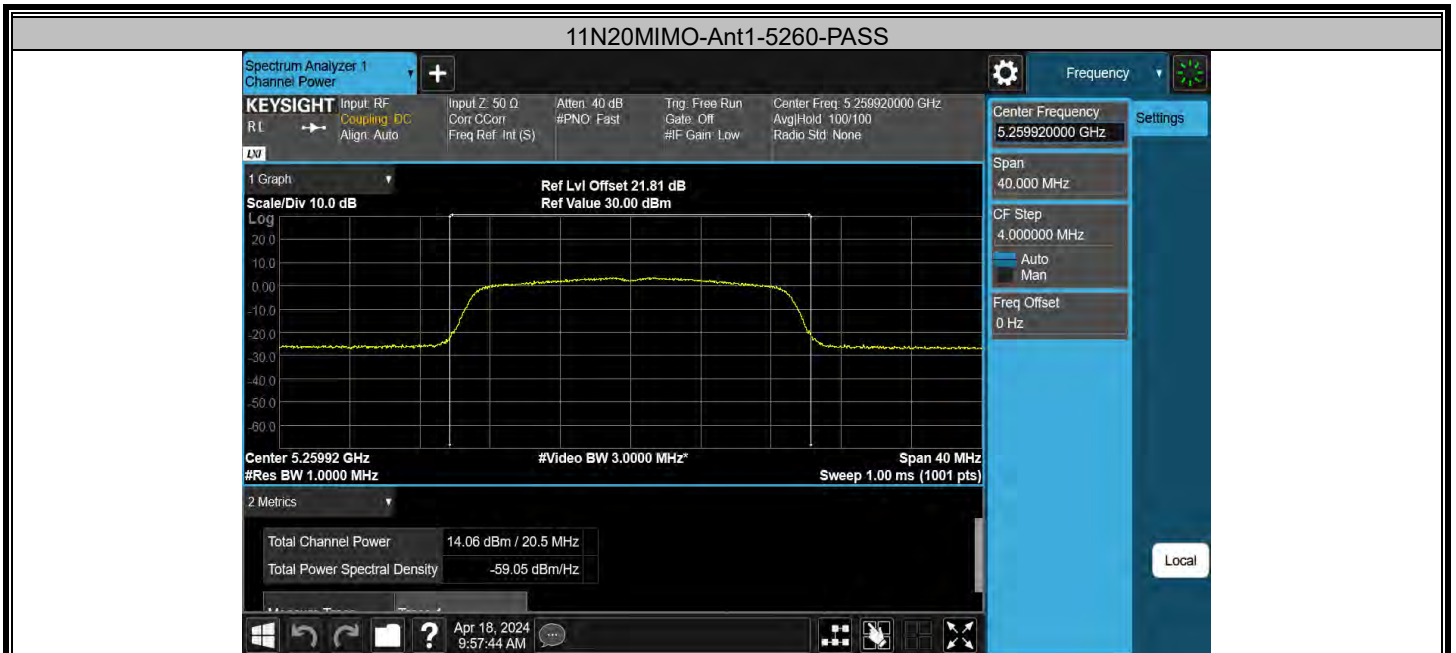 11N20MIMO-Ant1-5260-PASS
Spectrum Analyzer 1
Channel Power
Frequency
KEYSIGHT
RL
LXI
Input: RF
Coupling: DC
Align: Auto
Input Z: 50 Ω
Corr CCorr
Freq Ref: Int (S)
Atten: 40 dB
#PNO: Fast
Trig: Free Run
Gate: Off
#IF Gain: Low
Center Freq: 5.259920000 GHz
Avg|Hold: 100/100
Radio Std: None
Center Frequency
5.259920000 GHz
Settings
Span
40.000 MHz
CF Step
4.000000 MHz
Auto
Man
Freq Offset
0 Hz
Local
1 Graph
Scale/Div 10.0 dB
Ref Lvl Offset 21.81 dB
Ref Value 30.00 dBm
Log
20.0
10.0
0.00
-10.0
-20.0
-30.0
-40.0
-50.0
-60.0
Center 5.25992 GHz
#Video BW 3.0000 MHz*
Span 40 MHz
#Res BW 1.0000 MHz
Sweep 1.00 ms (1001 pts)
2 Metrics
Total Channel Power 14.06 dBm / 20.5 MHz
Total Power Spectral Density -59.05 dBm/Hz
?
Apr 18, 2024
9:57:44 AM